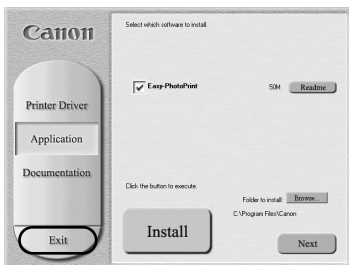 Canon
Select which software to install.
Easy-PhotoPrint 50M Readme
Printer Driver
Application
Documentation
Click the button to execute.
Folder to install: Browse...
C:\Program Files\Canon
Install
Exit
Next